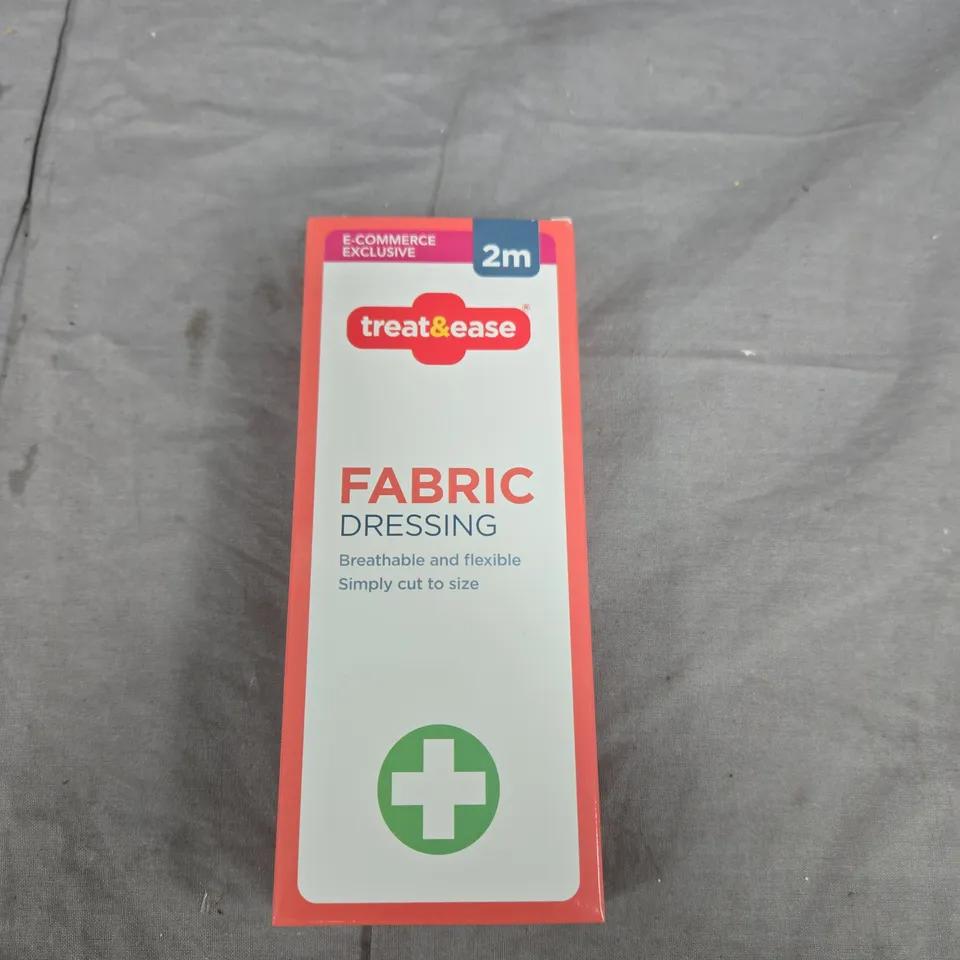 E-COMMERCE
EXCLUSIVE
2m
treat&ease®
FABRIC
DRESSING
Breathable and flexible
Simply cut to size